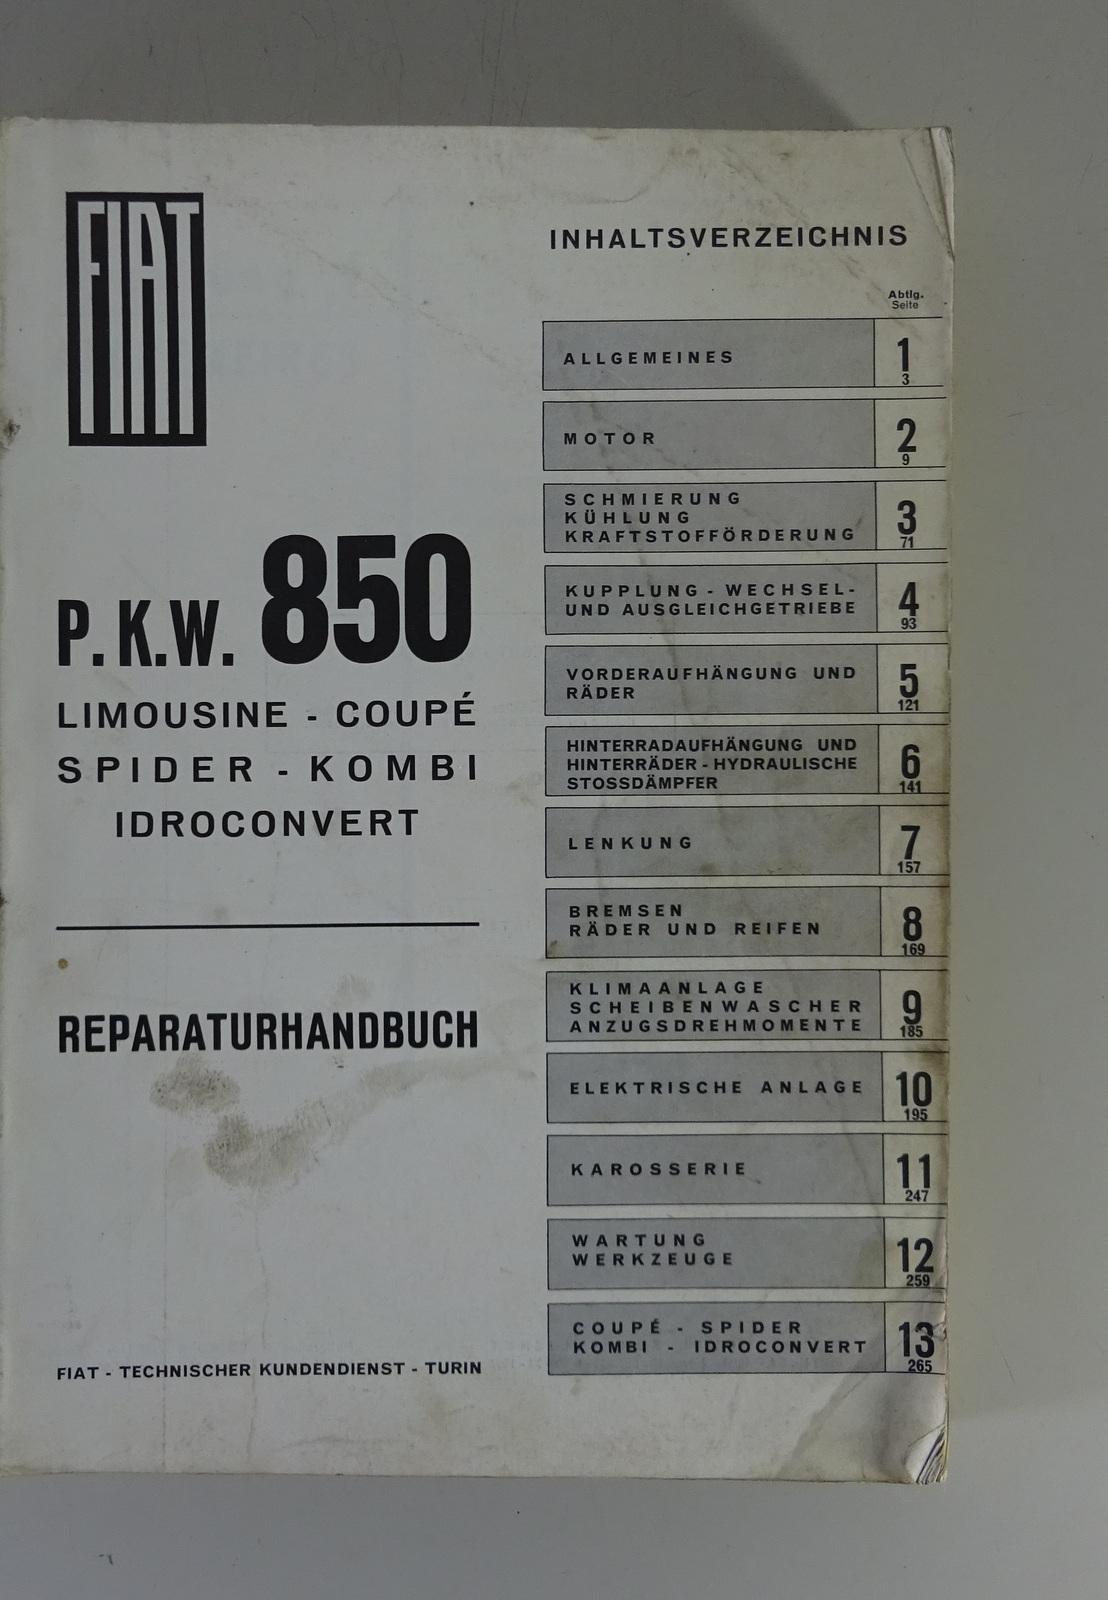 FIAT
P.K.W. 850
LIMOUSINE - COUPÉ
SPIDER - KOMBI
IDROCONVERT
REPARATURHANDBUCH
FIAT - TECHNISCHER KUNDENDIENST - TURIN
INHALTSVERZEICHNIS
Abtlg.
Seite
ALLGEMEINES
1
3
MOTOR
2
9
SCHMIERUNG
KÜHLUNG
KRAFTSTOFFÖRDERUNG
3
71
KUPPLUNG - WECHSEL-
UND AUSGLEICHGETRIEBE
4
93
VORDERAUFHÄNGUNG UND
RÄDER
5
121
HINTERRADAUFHÄNGUNG UND
HINTERRÄDER - HYDRAULISCHE
STOSSDÄMPFER
6
141
LENKUNG
7
157
BREMSEN
RÄDER UND REIFEN
8
169
KLIMAANLAGE
SCHEIBENWASCHER
ANZUGSDREHMOMENTE
9
185
ELEKTRISCHE ANLAGE
10
195
KAROSSERIE
11
247
WARTUNG
WERKZEUGE
12
259
COUPÉ - SPIDER
KOMBI - IDROCONVERT
13
265